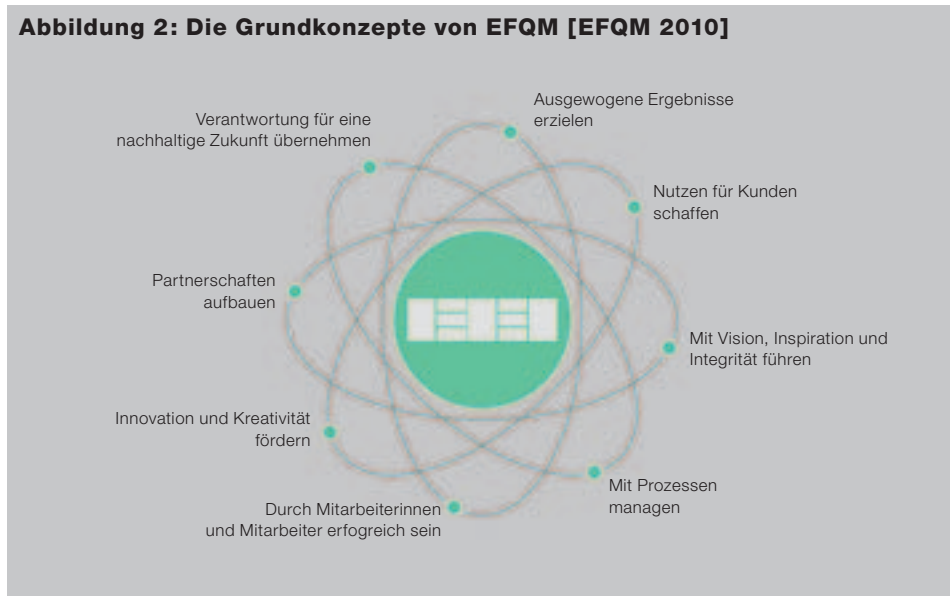 Abbildung 2: Die Grundkonzepte von EFQM [EFQM 2010]
Ausgewogene Ergebnisse
erzielen
Nutzen für Kunden
schaffen
Mit Vision, Inspiration und
Integrität führen
Mit Prozessen
managen
Durch Mitarbeiterinnen
und Mitarbeiter erfogreich sein
Innovation und Kreativität
fördern
Partnerschaften
aufbauen
Verantwortung für eine
nachhaltige Zukunft übernehmen